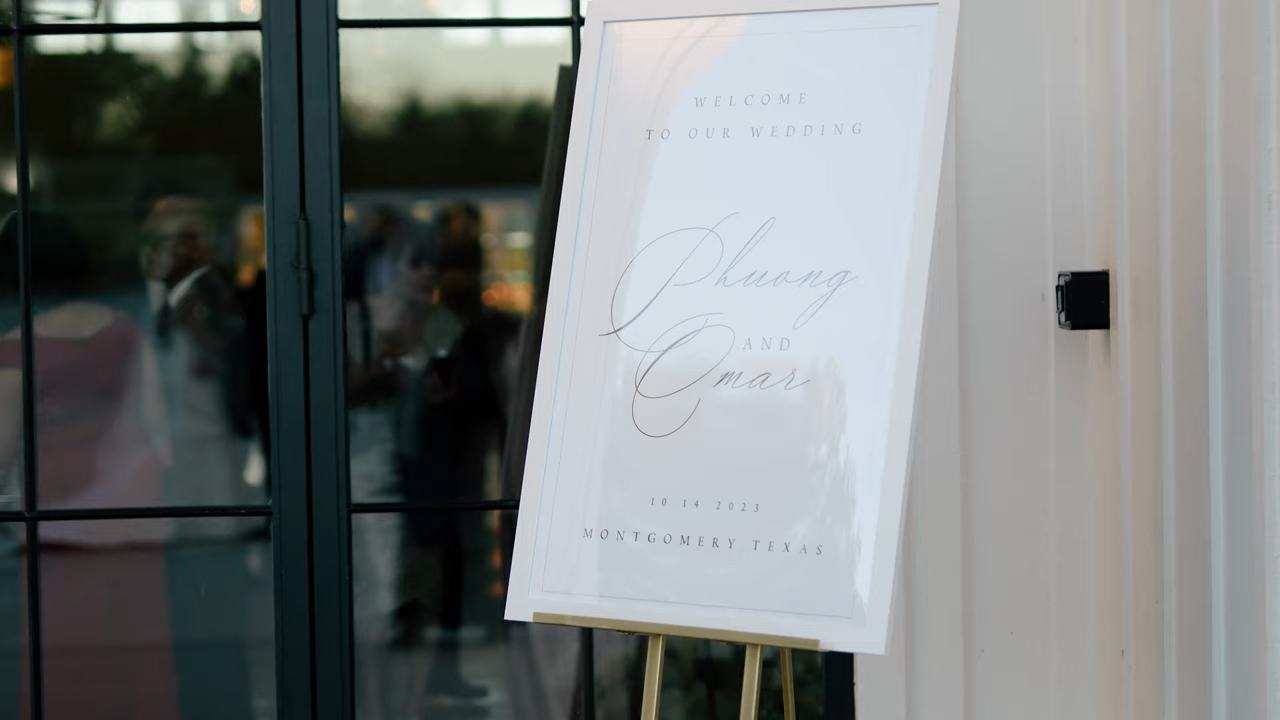 WELCOME
TO OUR WEDDING
Phuong
AND
Omar
10 14 2023
MONTGOMERY TEXAS